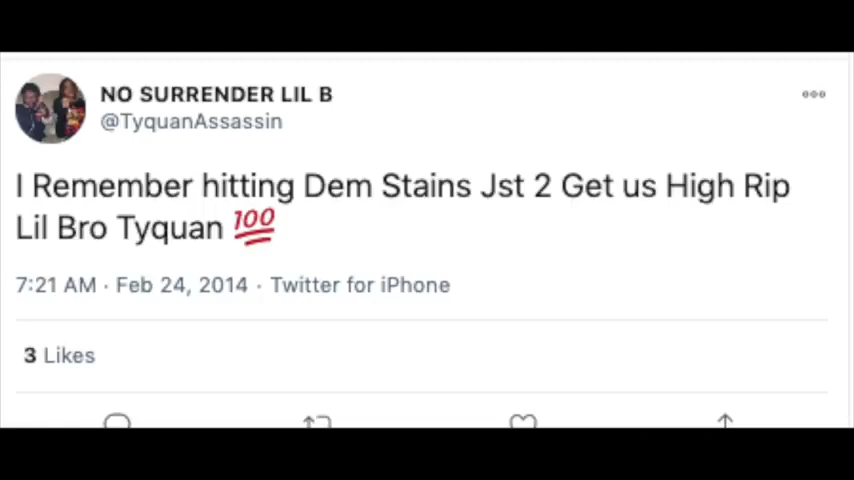 NO SURRENDER LIL B
@TyquanAssassin
I Remember hitting Dem Stains Jst 2 Get us High Rip
Lil Bro Tyquan 💯
7:21 AM · Feb 24, 2014 · Twitter for iPhone
3 Likes